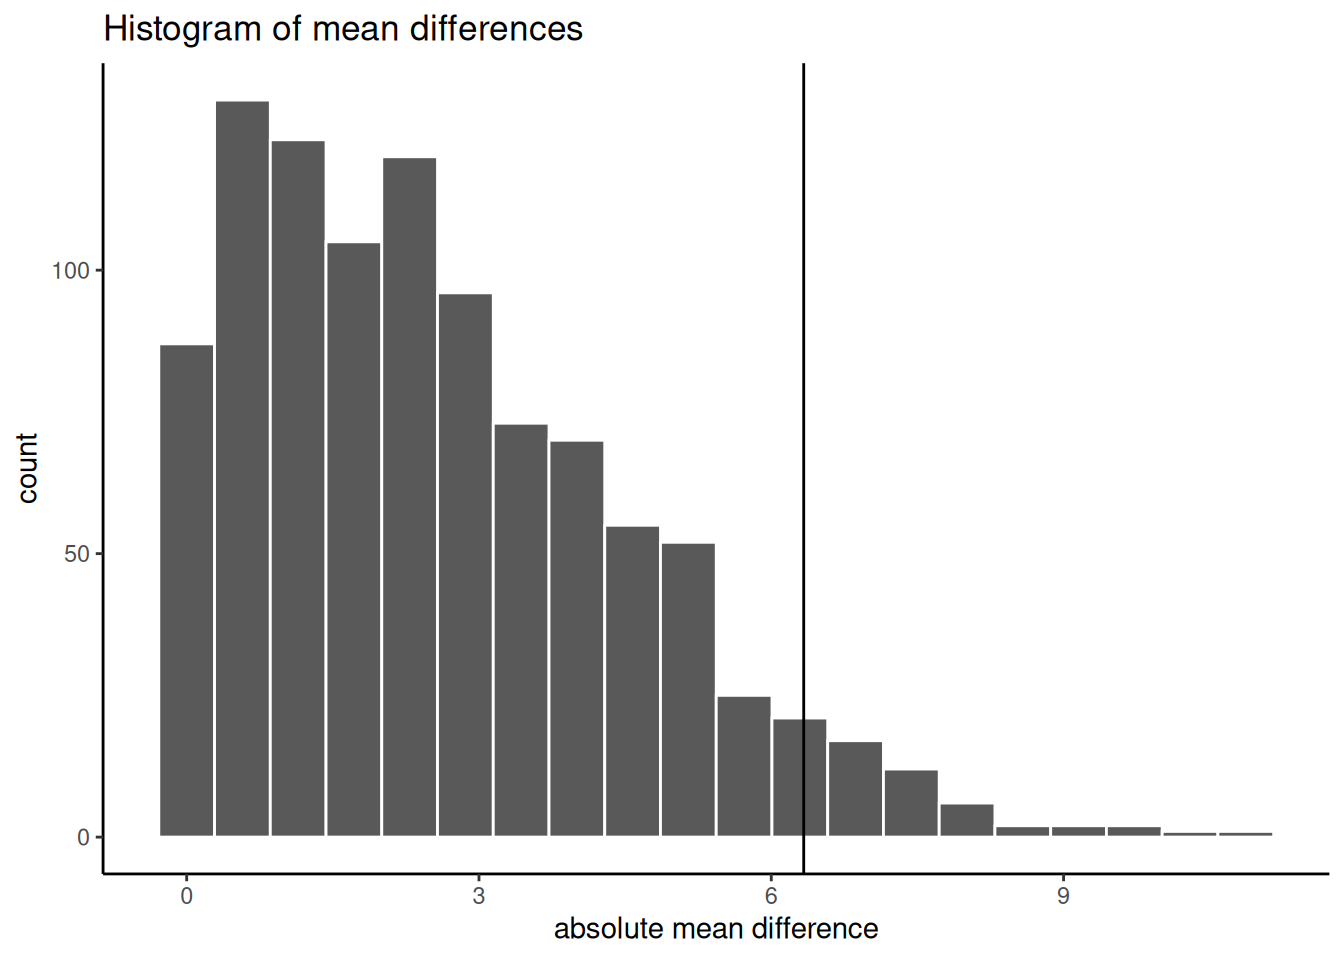 Histogram of mean differences
100
50
0
count
0 3 6 9
absolute mean difference